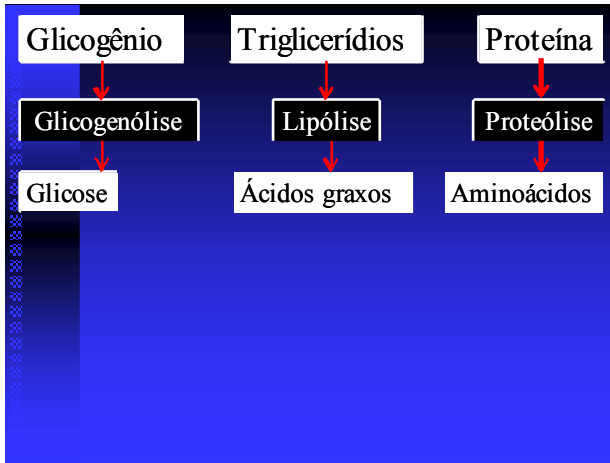 Glicogênio Triglicerídios Proteína
Glicogenólise Lipólise Proteólise
Glicose Ácidos graxos Aminoácidos